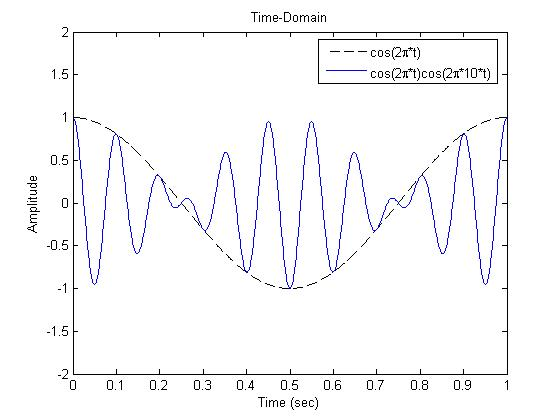 Time-Domain
2
1.5
1
0.5
0
-0.5
-1
-1.5
-2
Amplitude
cos(2π*t)
cos(2π*t)cos(2π*10*t)
0 0.1 0.2 0.3 0.4 0.5 0.6 0.7 0.8 0.9 1
Time (sec)